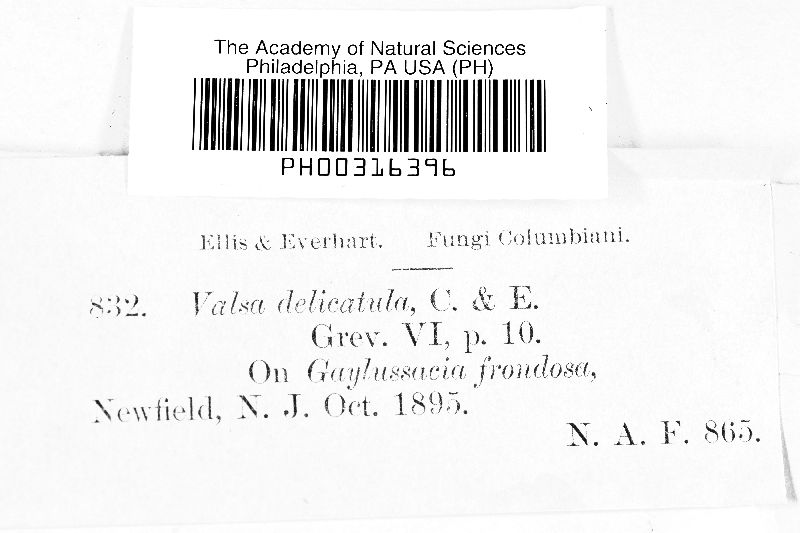 The Academy of Natural Sciences
Philadelphia, PA USA (PH)
PH00316396
Ellis & Everhart. Fungi Columbiani.
832. Valsa delicatula, C. & E.
Grev. VI, p. 10.
On Gaylussacia frondosa,
Newfield, N. J. Oct. 1895.
N. A. F. 865.